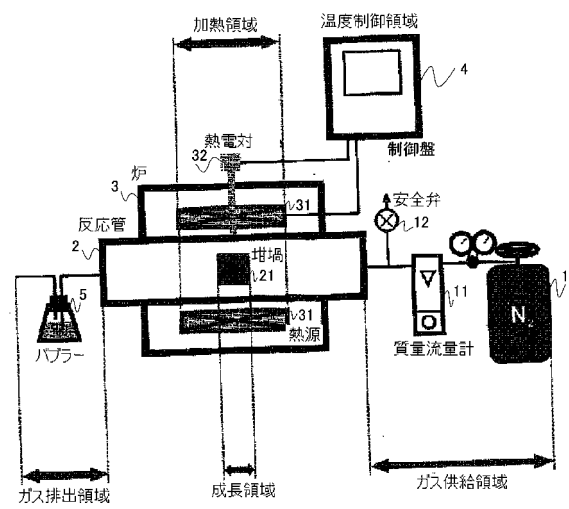 加熱領域
温度制御領域
4
熱電対
32
制御盤
炉
3
31
安全弁
12
反応管
2
坩堝
21
1
5
バブラー
31
熱源
11
N₂
質量流量計
ガス排出領域
成長領域
ガス供給領域